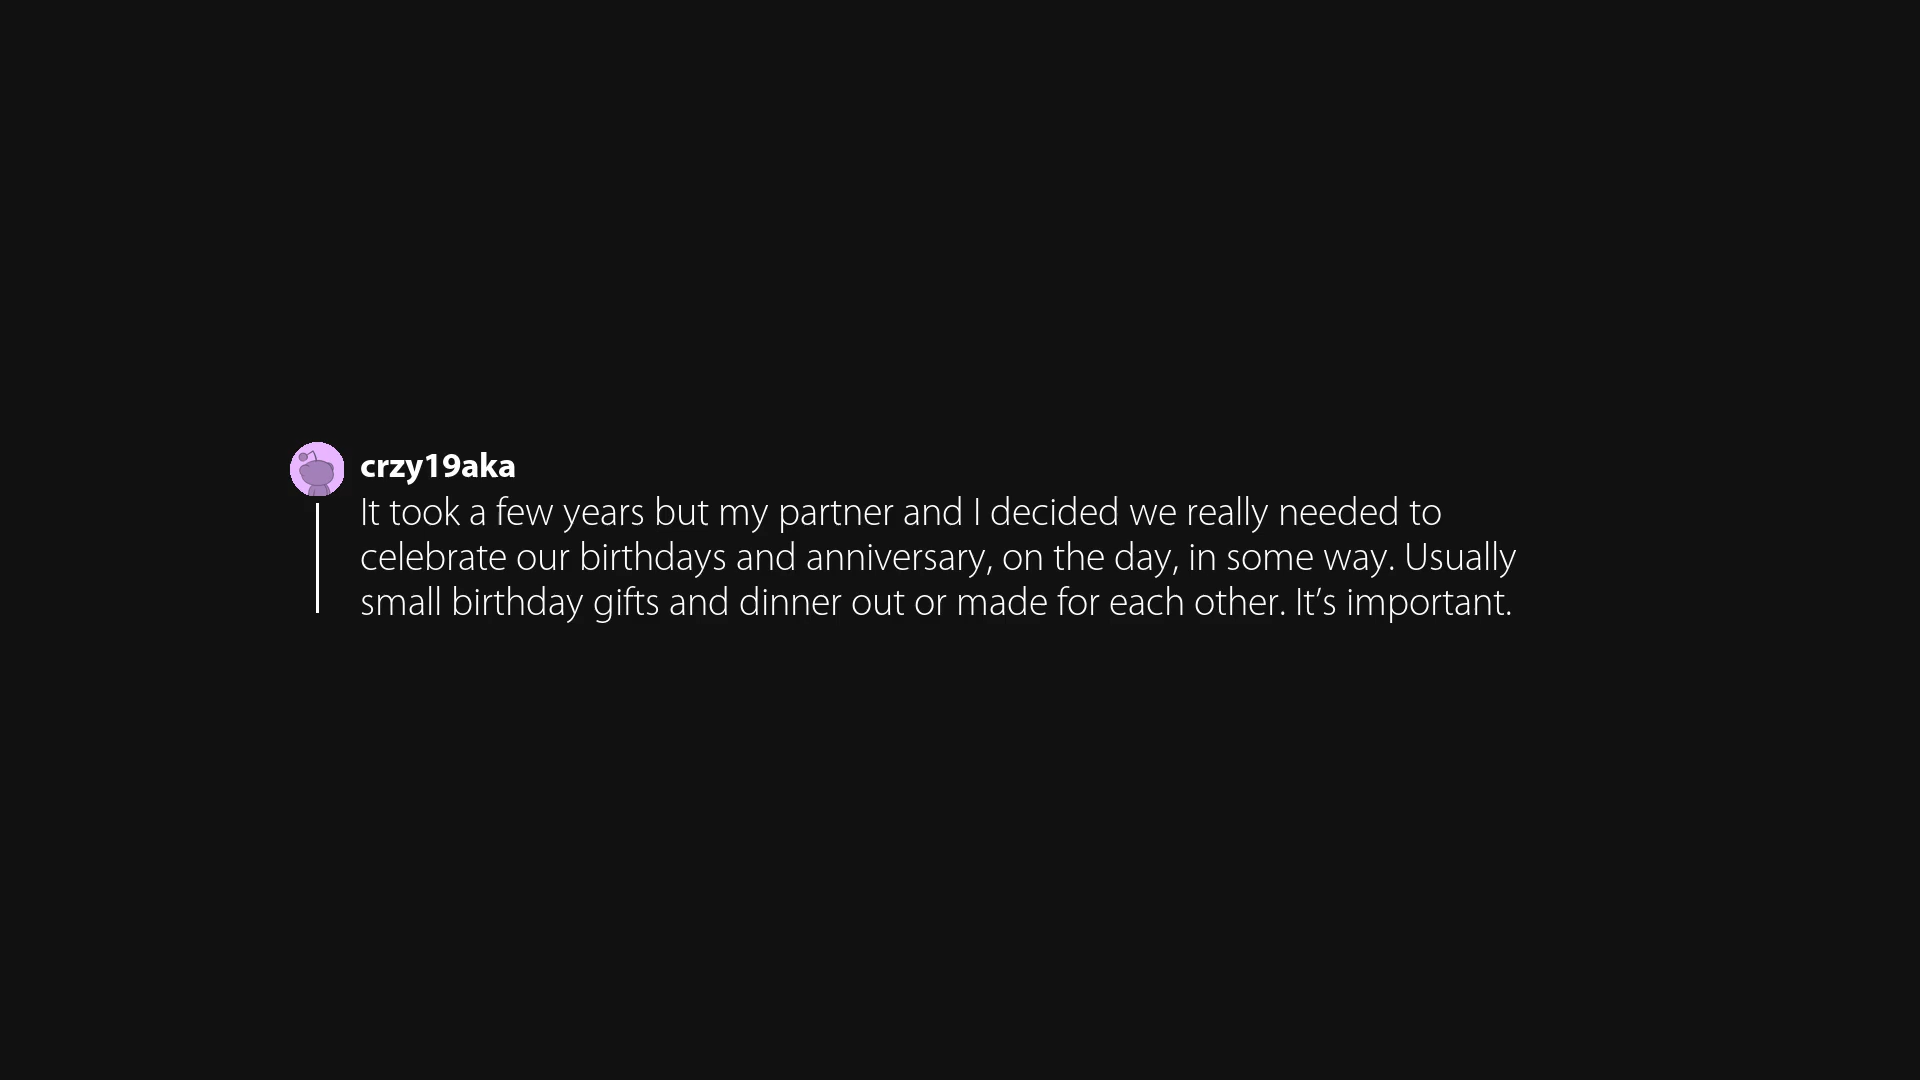 crzy19aka
It took a few years but my partner and I decided we really needed to
celebrate our birthdays and anniversary, on the day, in some way. Usually
small birthday gifts and dinner out or made for each other. It’s important.